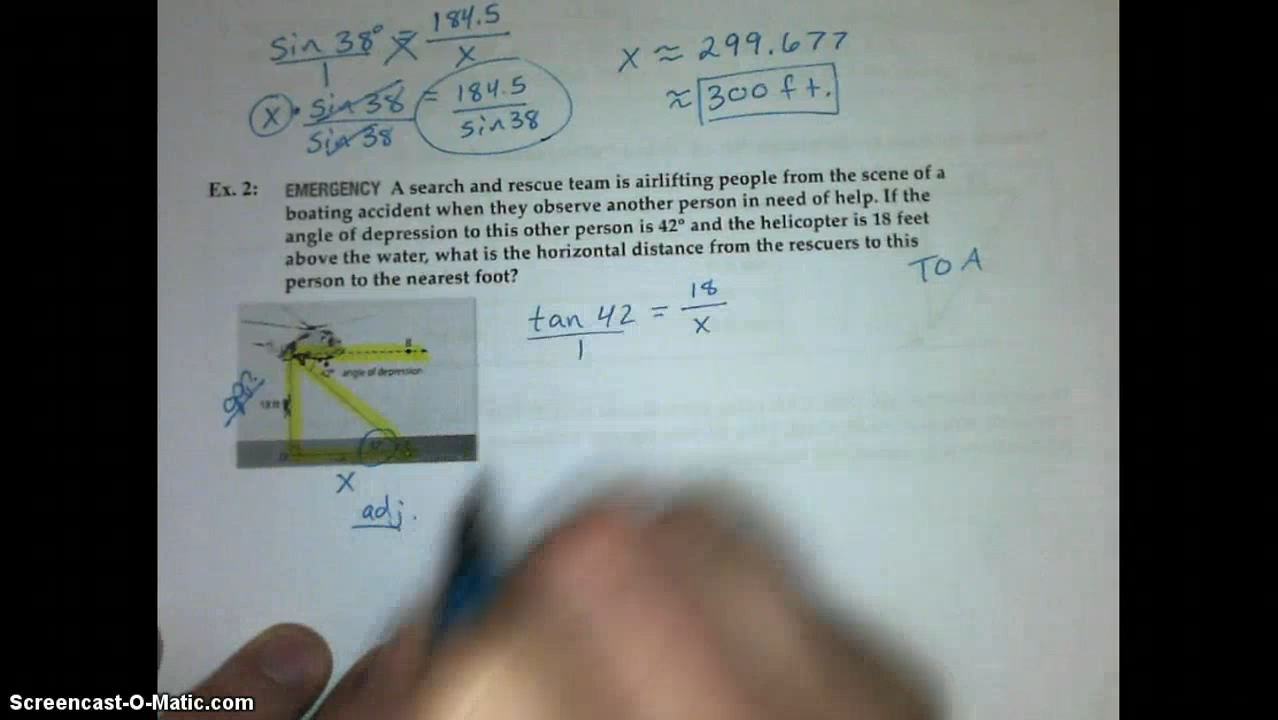 sin 38° = 184.5
1 x
x ≈ 299.677
x · sin 38 = 184.5
sin 38 sin 38
≈ 300 ft.
Ex. 2: EMERGENCY A search and rescue team is airlifting people from the scene of a
boating accident when they observe another person in need of help. If the
angle of depression to this other person is 42° and the helicopter is 18 feet
above the water, what is the horizontal distance from the rescuers to this
person to the nearest foot?
TOA
tan 42 = 18
1 x
B
42° angle of depression
opp.
18 ft
x
adj.
Screencast-O-Matic.com